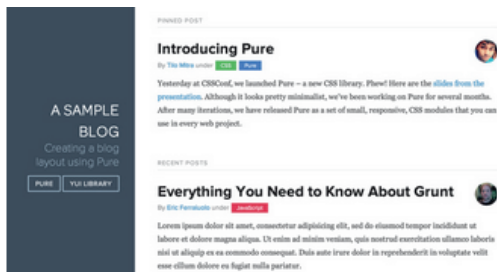 A SAMPLE
BLOG
Creating a blog
layout using Pure
PURE
YUI LIBRARY
PINNED POST
Introducing Pure
By Tilo Mitra under CSS Pure
Yesterday at CSSConf, we launched Pure – a new CSS library. Phew! Here are the slides from the
presentation. Although it looks pretty minimalist, we've been working on Pure for several months.
After many iterations, we have released Pure as a set of small, responsive, CSS modules that you can
use in every web project.
RECENT POSTS
Everything You Need to Know About Grunt
By Eric Ferraiuolo under JavaScript
Lorem ipsum dolor sit amet, consectetur adipisicing elit, sed do eiusmod tempor incididunt ut
labore et dolore magna aliqua. Ut enim ad minim veniam, quis nostrud exercitation ullamco laboris
nisi ut aliquip ex ea commodo consequat. Duis aute irure dolor in reprehenderit in voluptate velit
esse cillum dolore eu fugiat nulla pariatur.